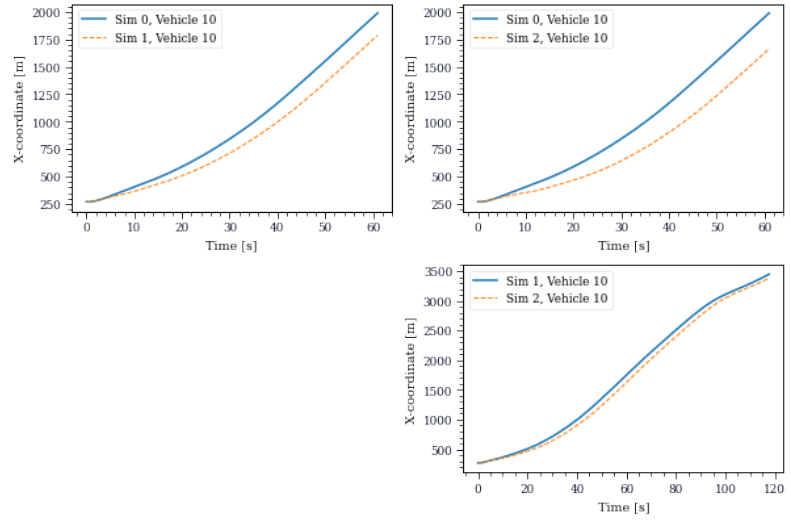 2000
1750
1500
1250
1000
750
500
250
X-coordinate [m]
Sim 0, Vehicle 10
Sim 1, Vehicle 10
0 10 20 30 40 50 60
Time [s]
2000
1750
1500
1250
1000
750
500
250
X-coordinate [m]
Sim 0, Vehicle 10
Sim 2, Vehicle 10
0 10 20 30 40 50 60
Time [s]
3500
3000
2500
2000
1500
1000
500
X-coordinate [m]
Sim 1, Vehicle 10
Sim 2, Vehicle 10
0 20 40 60 80 100 120
Time [s]